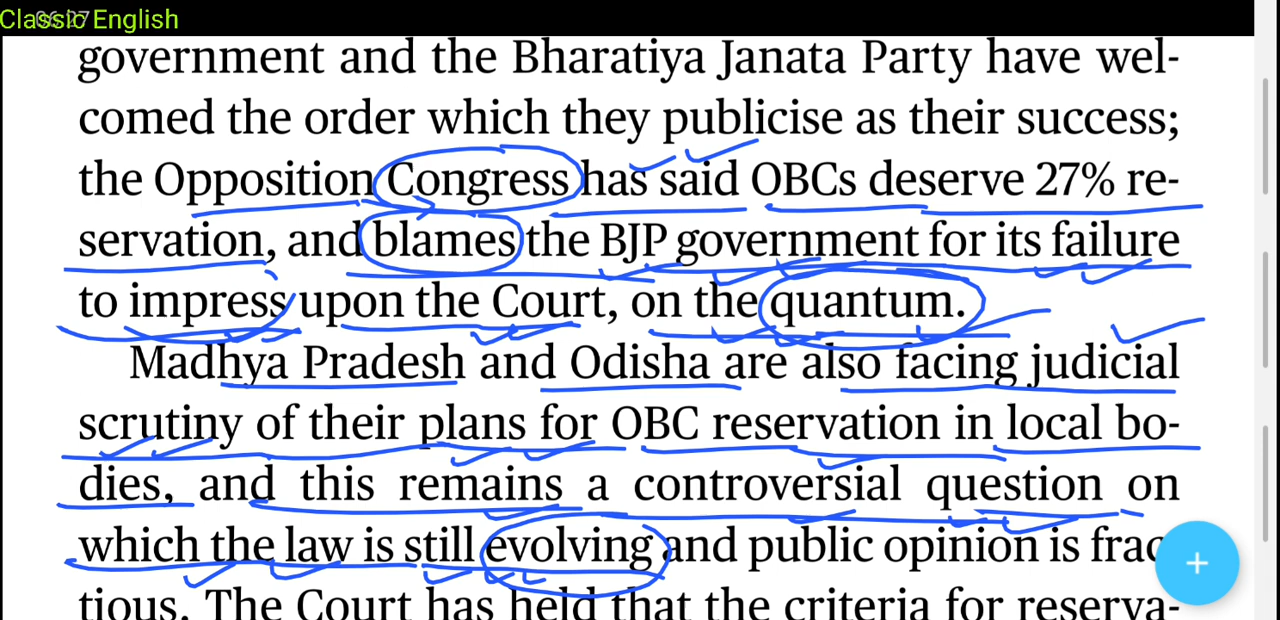 Classic English
government and the Bharatiya Janata Party have wel-
comed the order which they publicise as their success;
the Opposition Congress has said OBCs deserve 27% re-
servation, and blames the BJP government for its failure
to impress upon the Court, on the quantum.
Madhya Pradesh and Odisha are also facing judicial
scrutiny of their plans for OBC reservation in local bo-
dies, and this remains a controversial question on
which the law is still evolving and public opinion is frac
tious. The Court has held that the criteria for reserva-